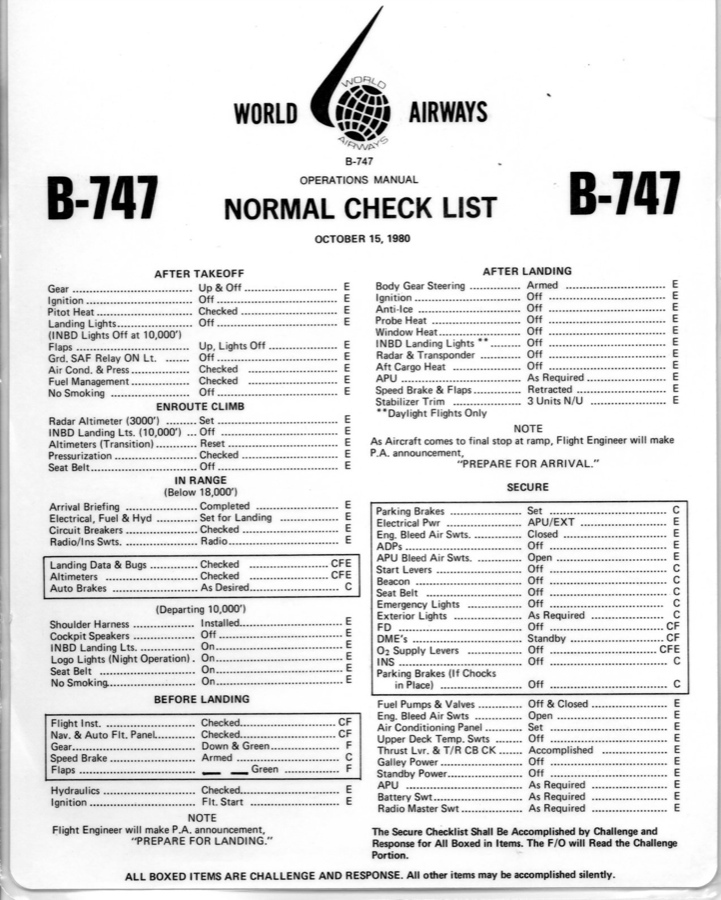 WORLD AIRWAYS
WORLD
AIRWAYS
B-747
OPERATIONS MANUAL
B-747
B-747
NORMAL CHECK LIST
OCTOBER 15, 1980
AFTER TAKEOFF
Gear ........ Up & Off ........ E
Ignition ........ Off ........ E
Pitot Heat ........ Checked ........ E
Landing Lights ........ Off ........ E
(INBD Lights Off at 10,000')
Flaps ........ Up, Lights Off ........ E
Grd. SAF Relay ON Lt. ........ Off ........ E
Air Cond. & Press ........ Checked ........ E
Fuel Management ........ Checked ........ E
No Smoking ........ Off ........ E
ENROUTE CLIMB
Radar Altimeter (3000') ........ Set ........ E
INBD Landing Lts. (10,000') ... Off ........ E
Altimeters (Transition) ........ Reset ........ E
Pressurization ........ Checked ........ E
Seat Belt ........ Off ........ E
IN RANGE
(Below 18,000')
Arrival Briefing ........ Completed ........ E
Electrical, Fuel & Hyd ........ Set for Landing ........ E
Circuit Breakers ........ Checked ........ E
Radio/Ins Swts. ........ Radio ........ E
Landing Data & Bugs ........ Checked ........ CFE
Altimeters ........ Checked ........ CFE
Auto Brakes ........ As Desired ........ C
(Departing 10,000')
Shoulder Harness ........ Installed ........ E
Cockpit Speakers ........ Off ........ E
INBD Landing Lts. ........ On ........ E
Logo Lights (Night Operation) . On ........ E
Seat Belt ........ On ........ E
No Smoking ........ On ........ E
BEFORE LANDING
Flight Inst. ........ Checked ........ CF
Nav. & Auto Flt. Panel ........ Checked ........ CF
Gear ........ Down & Green ........ F
Speed Brake ........ Armed ........ C
Flaps ........ __ __ Green ........ F
Hydraulics ........ Checked ........ E
Ignition ........ Flt. Start ........ E
NOTE
Flight Engineer will make P.A. announcement,
"PREPARE FOR LANDING."
AFTER LANDING
Body Gear Steering ........ Armed ........ E
Ignition ........ Off ........ E
Anti-Ice ........ Off ........ E
Probe Heat ........ Off ........ E
Window Heat ........ Off ........ E
INBD Landing Lights ** ........ Off ........ E
Radar & Transponder ........ Off ........ E
Aft Cargo Heat ........ Off ........ E
APU ........ As Required ........ E
Speed Brake & Flaps ........ Retracted ........ E
Stabilizer Trim ........ 3 Units N/U ........ E
**Daylight Flights Only
NOTE
As Aircraft comes to final stop at ramp, Flight Engineer will make
P.A. announcement,
"PREPARE FOR ARRIVAL."
SECURE
Parking Brakes ........ Set ........ C
Electrical Pwr ........ APU/EXT ........ E
Eng. Bleed Air Swts. ........ Closed ........ E
ADPs ........ Off ........ E
APU Bleed Air Swts. ........ Open ........ E
Start Levers ........ Off ........ C
Beacon ........ Off ........ C
Seat Belt ........ Off ........ C
Emergency Lights ........ Off ........ C
Exterior Lights ........ As Required ........ C
FD ........ Off ........ CF
DME's ........ Standby ........ CF
O2 Supply Levers ........ Off ........ CFE
INS ........ Off ........ C
Parking Brakes (If Chocks
in Place) ........ Off ........ C
Fuel Pumps & Valves ........ Off & Closed ........ E
Eng. Bleed Air Swts ........ Open ........ E
Air Conditioning Panel ........ Set ........ E
Upper Deck Temp. Swts ........ Off ........ E
Thrust Lvr. & T/R CB CK ........ Accomplished ........ E
Galley Power ........ Off ........ E
Standby Power ........ Off ........ E
APU ........ As Required ........ E
Battery Swt ........ As Required ........ E
Radio Master Swt ........ As Required ........ E
The Secure Checklist Shall Be Accomplished by Challenge and
Response for All Boxed in Items. The F/O will Read the Challenge
Portion.
ALL BOXED ITEMS ARE CHALLENGE AND RESPONSE. All other items may be accomplished silently.